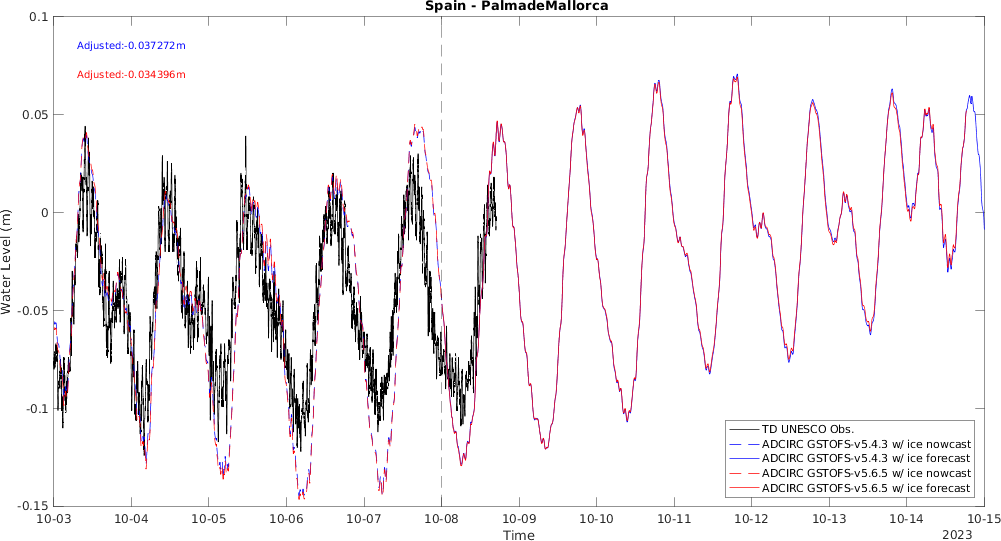 Spain - PalmadeMallorca
Adjusted:-0.037272m
Adjusted:-0.034396m
0.1
0.05
0
-0.05
-0.1
-0.15
Water Level (m)
TD UNESCO Obs.
ADCIRC GSTOFS-v5.4.3 w/ ice nowcast
ADCIRC GSTOFS-v5.4.3 w/ ice forecast
ADCIRC GSTOFS-v5.6.5 w/ ice nowcast
ADCIRC GSTOFS-v5.6.5 w/ ice forecast
10-03 10-04 10-05 10-06 10-07 10-08 10-09 10-10 10-11 10-12 10-13 10-14 10-15
Time
2023